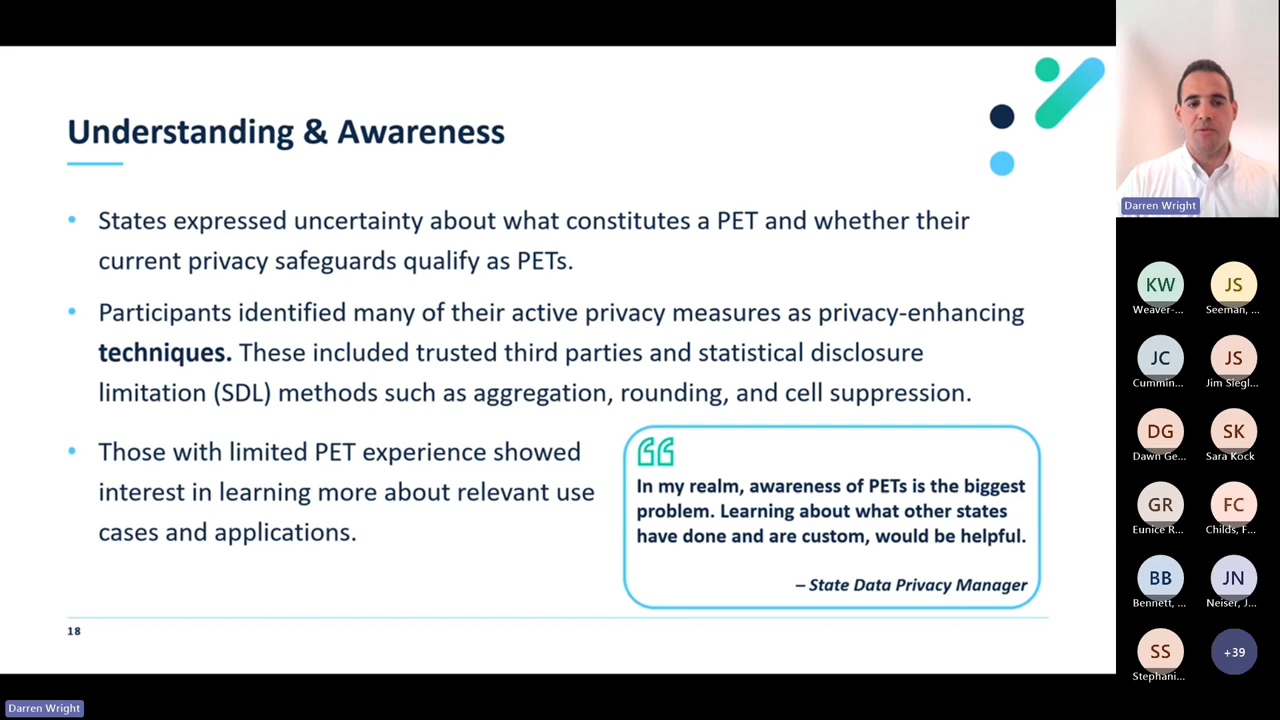 Understanding & Awareness
• States expressed uncertainty about what constitutes a PET and whether their
current privacy safeguards qualify as PETs.
• Participants identified many of their active privacy measures as privacy-enhancing
techniques. These included trusted third parties and statistical disclosure
limitation (SDL) methods such as aggregation, rounding, and cell suppression.
• Those with limited PET experience showed
interest in learning more about relevant use
cases and applications.
In my realm, awareness of PETs is the biggest
problem. Learning about what other states
have done and are custom, would be helpful.
– State Data Privacy Manager
18
Darren Wright
KW
Weaver-...
JS
Seeman, ...
JC
Cummin...
JS
Jim Siegl...
DG
Dawn Ge...
SK
Sara Kock
GR
Eunice R...
FC
Childs, F...
BB
Bennett, ...
JN
Neiser, J...
SS
Stephani...
+39
Darren Wright